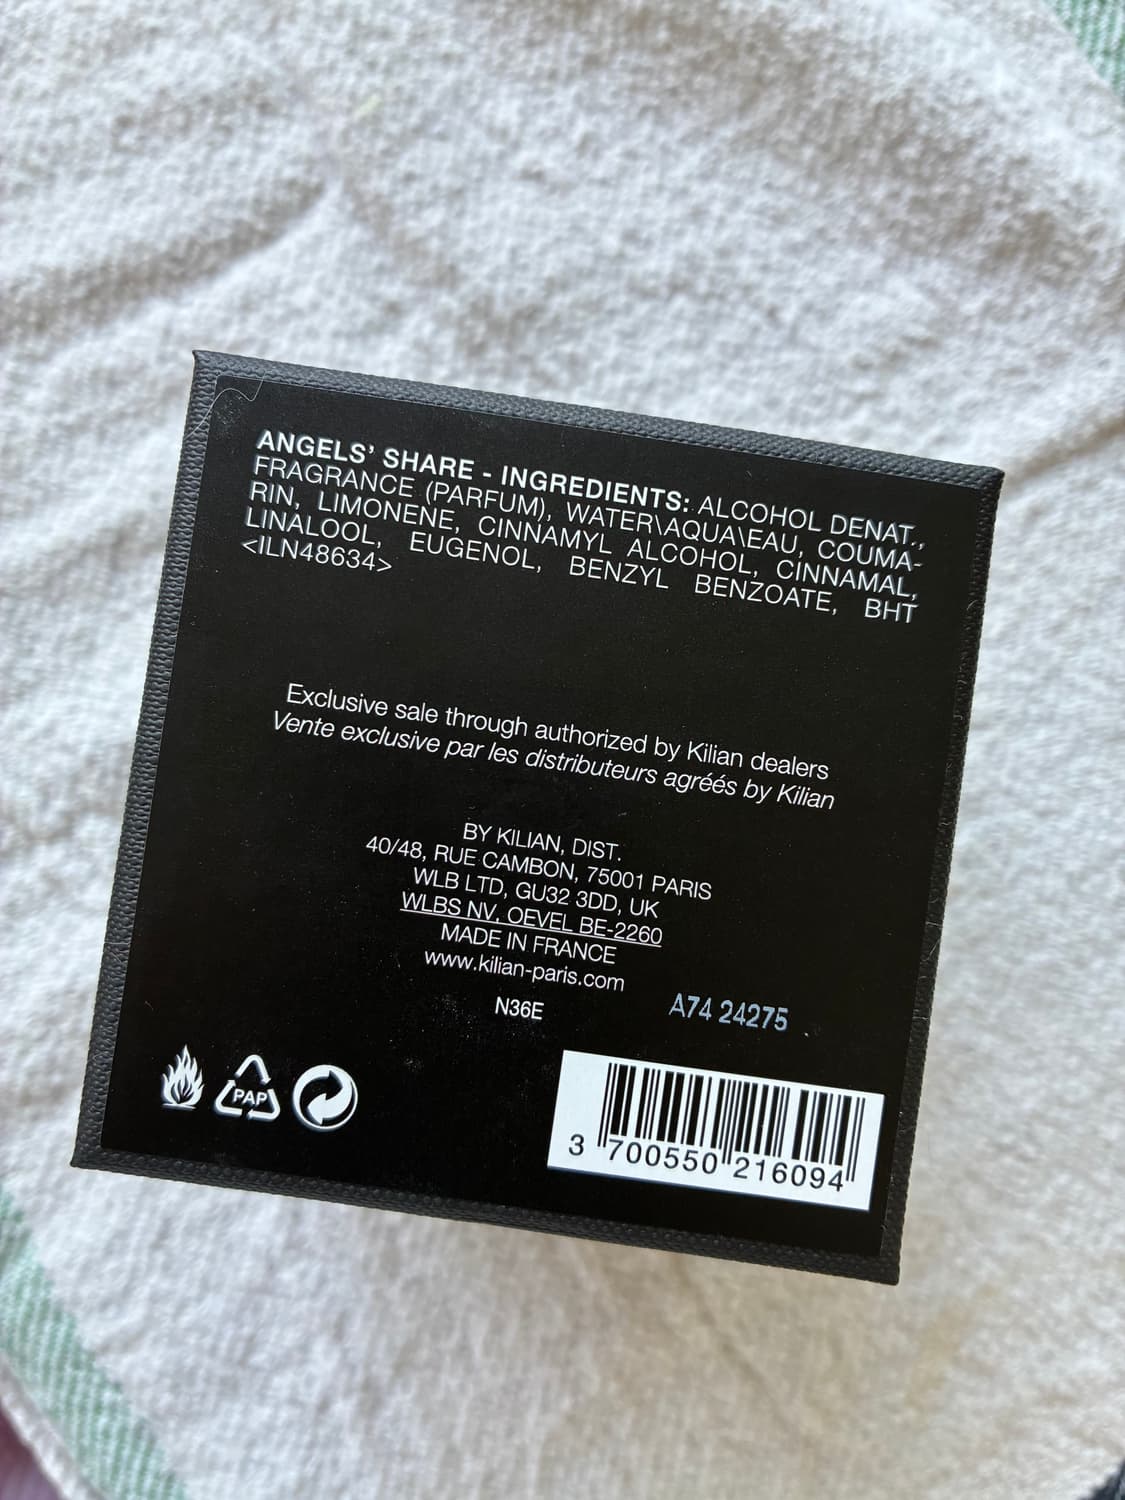 ANGELS' SHARE - INGREDIENTS: ALCOHOL DENAT.,
FRAGRANCE (PARFUM), WATER\AQUA\EAU, COUMA-
RIN, LIMONENE, CINNAMYL ALCOHOL, CINNAMAL,
LINALOOL, EUGENOL, BENZYL BENZOATE, BHT
<ILN48634>
Exclusive sale through authorized by Kilian dealers
Vente exclusive par les distributeurs agréés by Kilian
BY KILIAN, DIST.
40/48, RUE CAMBON, 75001 PARIS
WLB LTD, GU32 3DD, UK
WLBS NV, OEVEL BE-2260
MADE IN FRANCE
www.kilian-paris.com
N36E
A74 24275
PAP
3 700550 216094